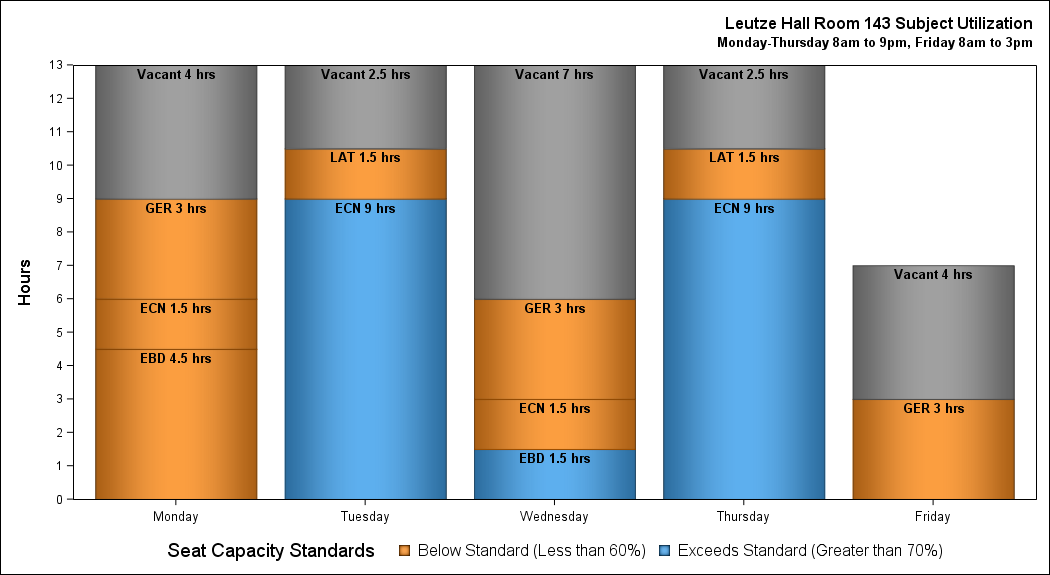 Leutze Hall Room 143 Subject Utilization
Monday-Thursday 8am to 9pm, Friday 8am to 3pm
Hours
13
12
11
10
9
8
7
6
5
4
3
2
1
0
Vacant 4 hrs
GER 3 hrs
ECN 1.5 hrs
EBD 4.5 hrs
Vacant 2.5 hrs
LAT 1.5 hrs
ECN 9 hrs
Vacant 7 hrs
GER 3 hrs
ECN 1.5 hrs
EBD 1.5 hrs
Vacant 2.5 hrs
LAT 1.5 hrs
ECN 9 hrs
Vacant 4 hrs
GER 3 hrs
Monday Tuesday Wednesday Thursday Friday
Seat Capacity Standards Below Standard (Less than 60%) Exceeds Standard (Greater than 70%)